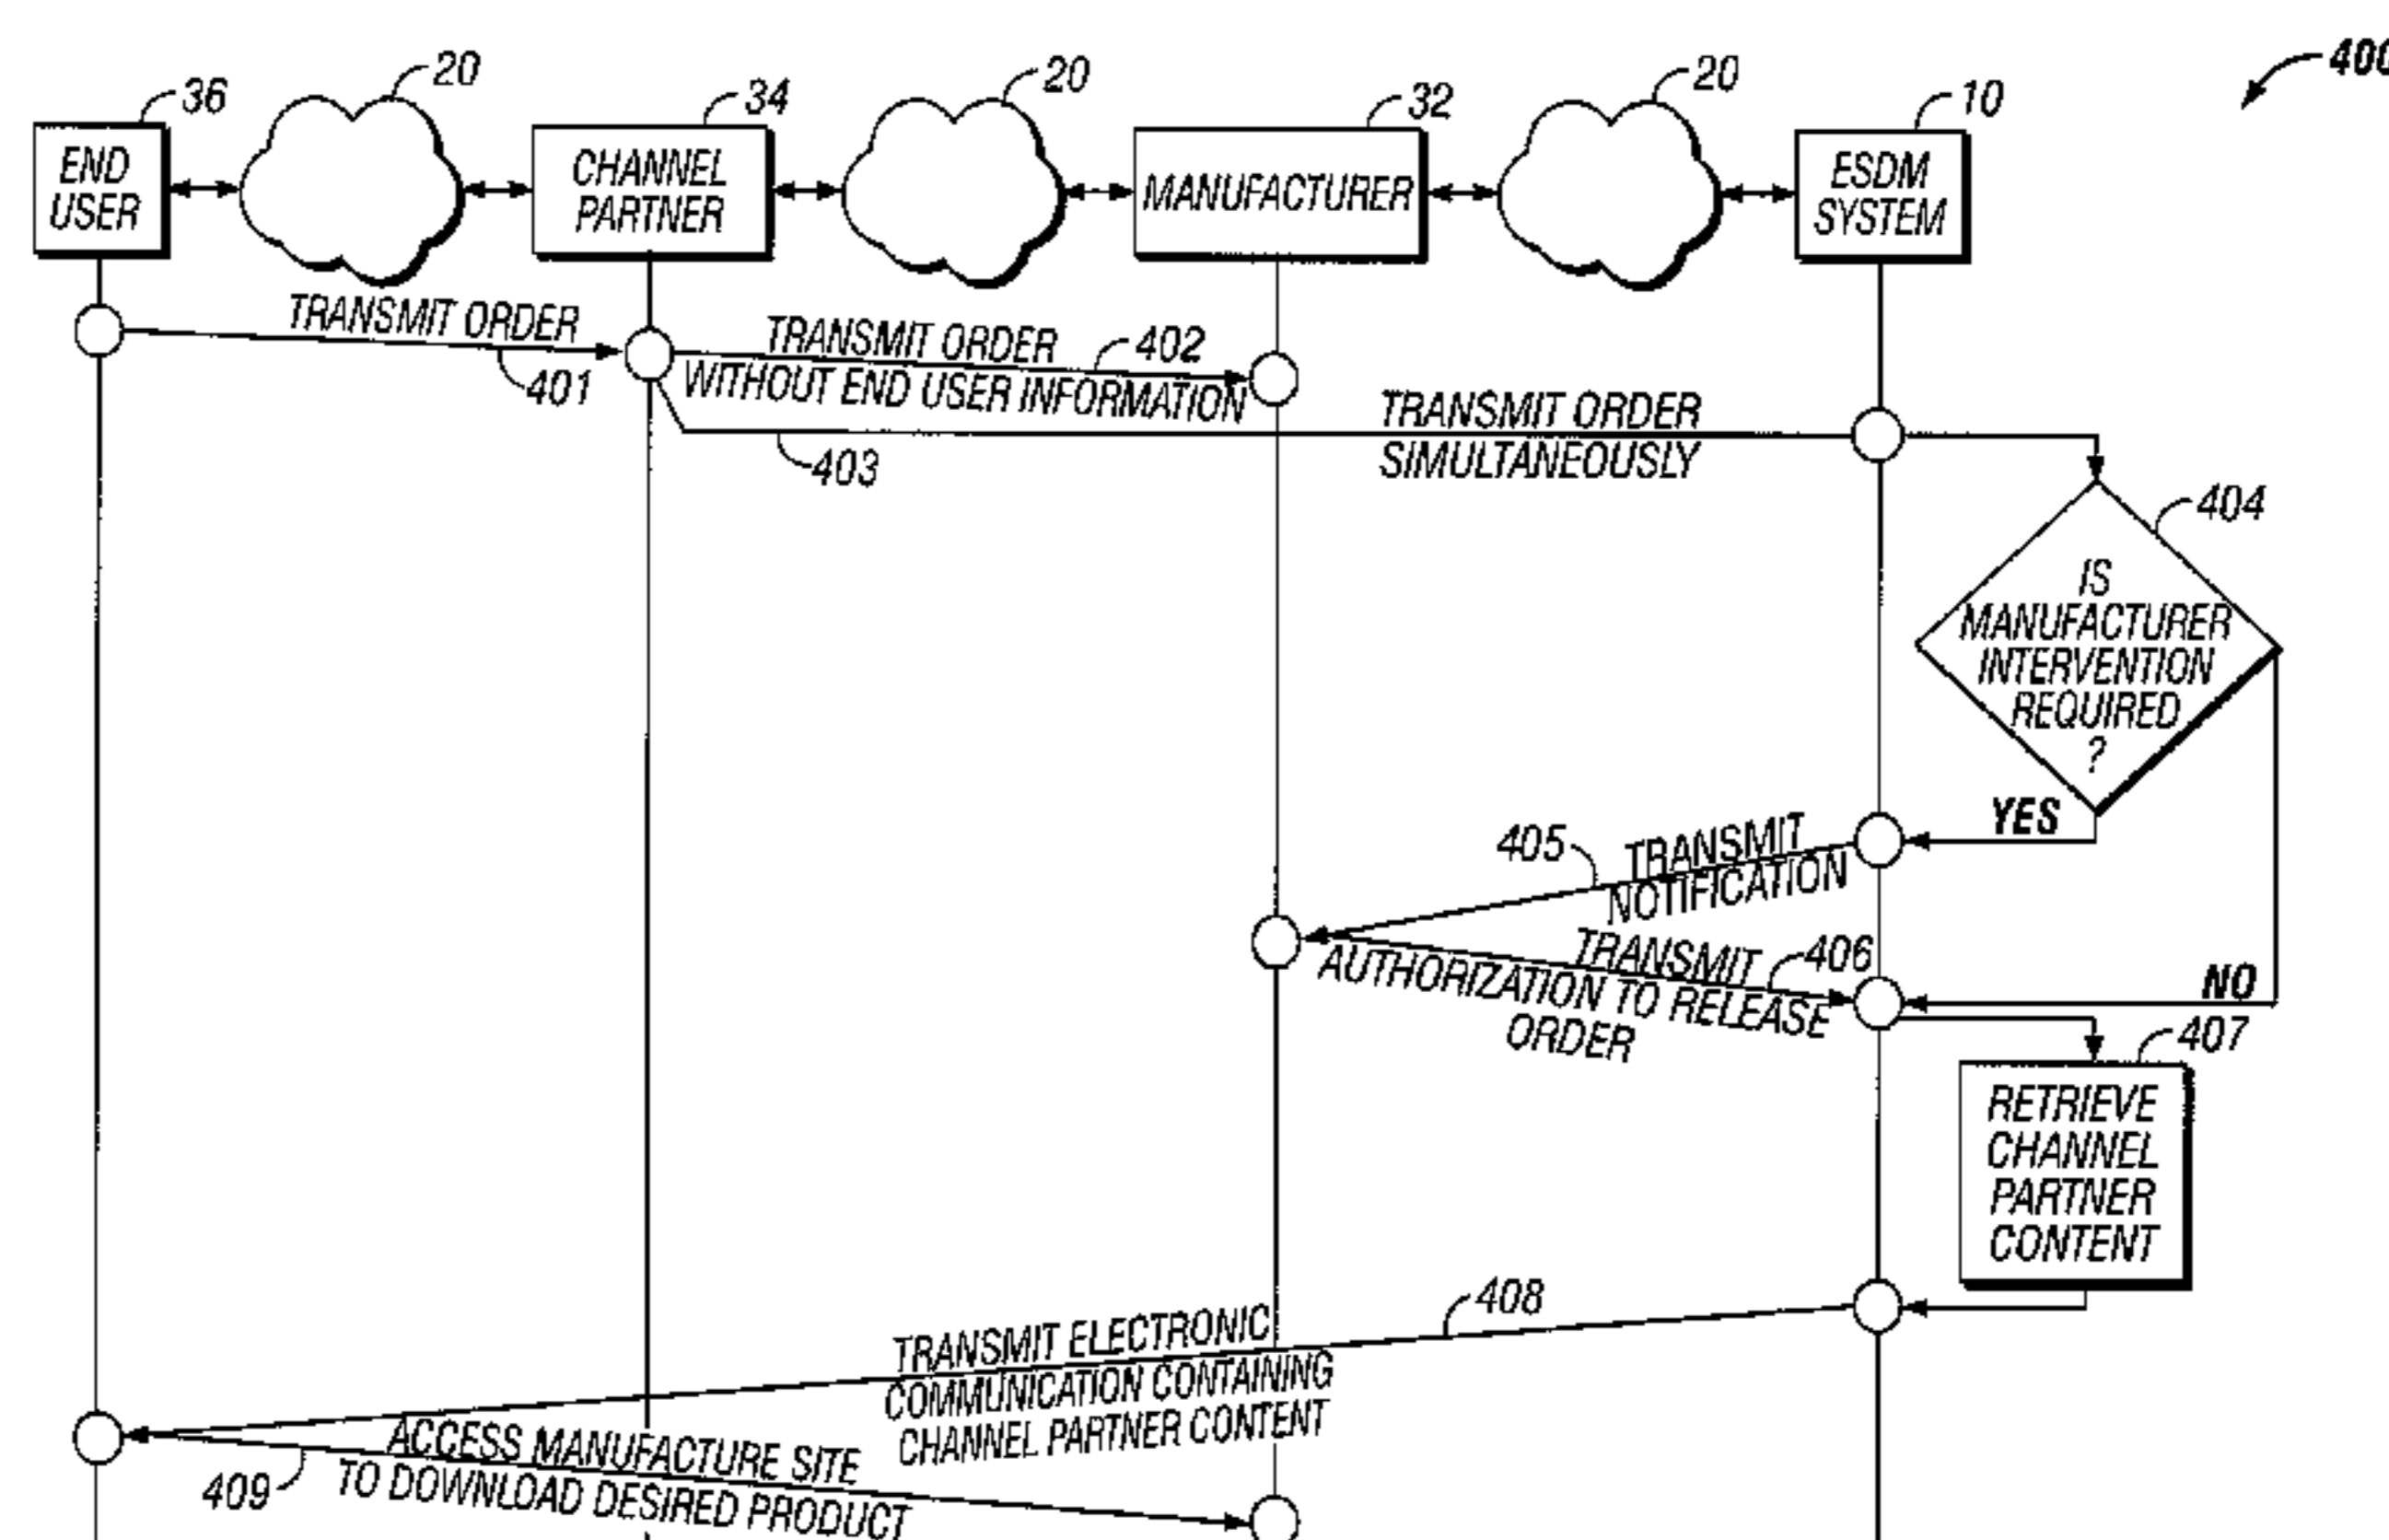 400
36
20
34
20
32
20
10
END
USER
CHANNEL
PARTNER
MANUFACTURER
ESDM
SYSTEM
TRANSMIT ORDER
401
TRANSMIT ORDER
402
WITHOUT END USER INFORMATION
TRANSMIT ORDER
SIMULTANEOUSLY
403
404
IS
MANUFACTURER
INTERVENTION
REQUIRED
?
YES
405
TRANSMIT
NOTIFICATION
TRANSMIT
406
AUTHORIZATION TO RELEASE
ORDER
NO
407
RETRIEVE
CHANNEL
PARTNER
CONTENT
408
TRANSMIT ELECTRONIC
COMMUNICATION CONTAINING
CHANNEL PARTNER CONTENT
ACCESS MANUFACTURE SITE
TO DOWNLOAD DESIRED PRODUCT
409